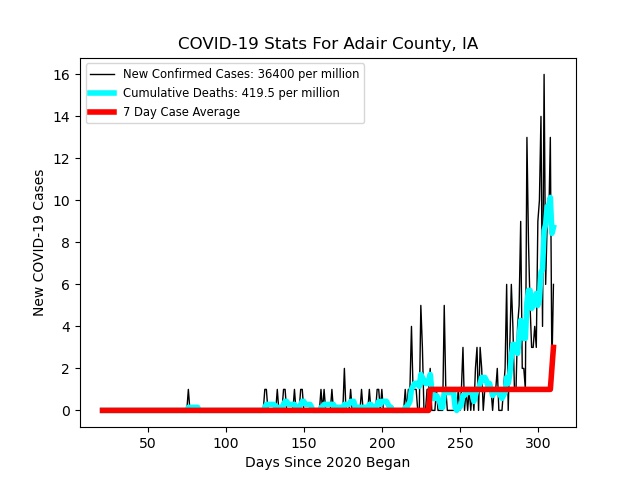 COVID-19 Stats For Adair County, IA
New Confirmed Cases: 36400 per million
Cumulative Deaths: 419.5 per million
7 Day Case Average
New COVID-19 Cases
16
14
12
10
8
6
4
2
0
50 100 150 200 250 300
Days Since 2020 Began